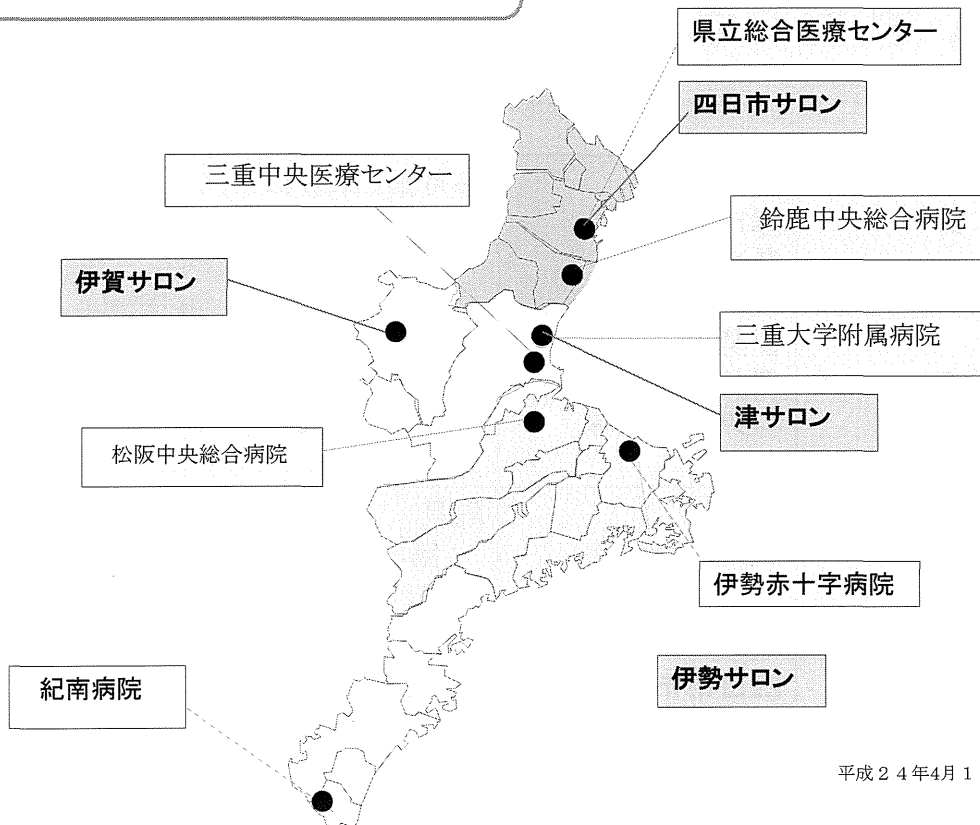 県立総合医療センター
四日市サロン
三重中央医療センター
鈴鹿中央総合病院
伊賀サロン
三重大学附属病院
津サロン
松阪中央総合病院
伊勢赤十字病院
伊勢サロン
紀南病院
平成２４年4月１